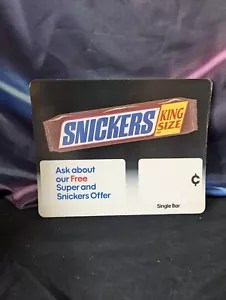 SNICKERS
KING
SIZE
Ask about
our Free
Super and
Snickers Offer
¢
Single Bar